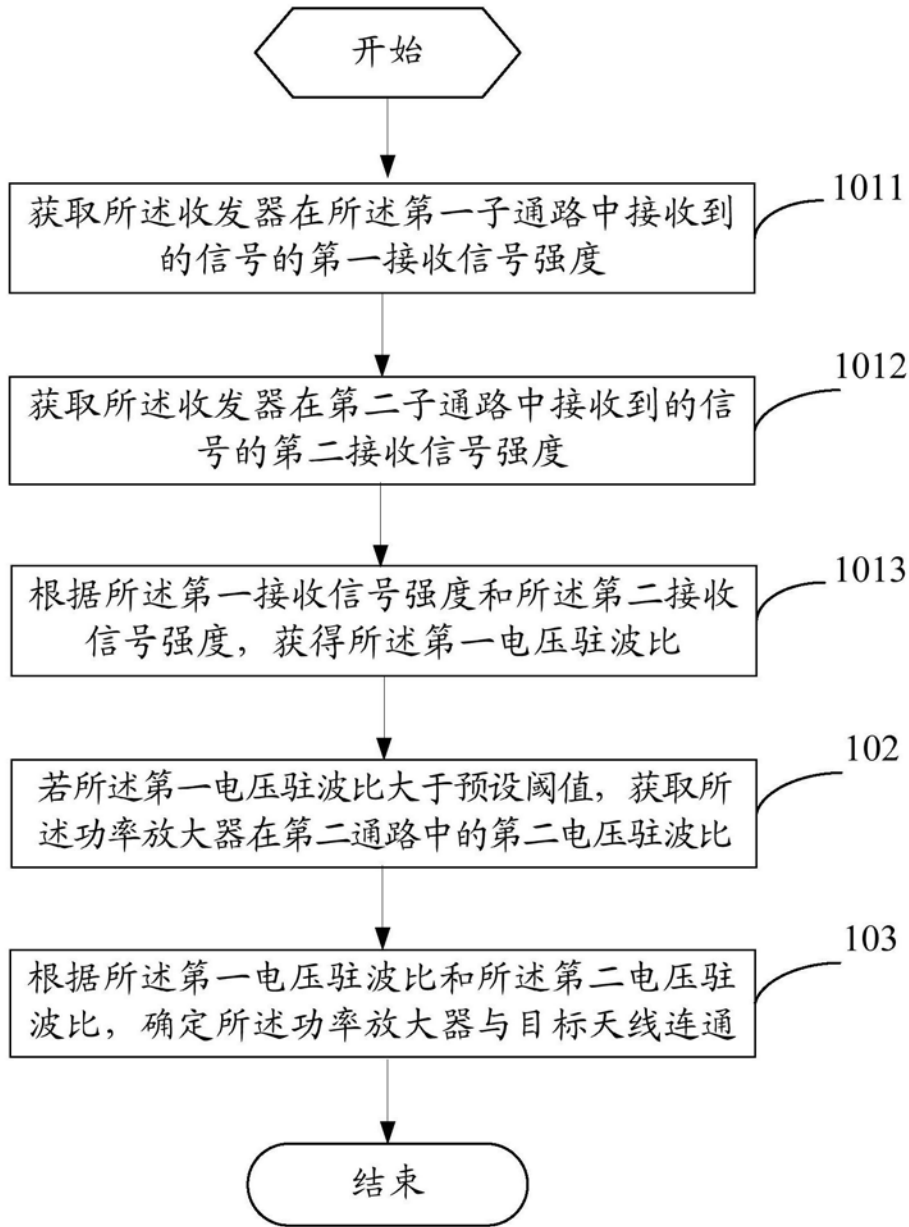 开始
获取所述收发器在所述第一子通路中接收到
的信号的第一接收信号强度
1011
获取所述收发器在第二子通路中接收到的信
号的第二接收信号强度
1012
根据所述第一接收信号强度和所述第二接收
信号强度，获得所述第一电压驻波比
1013
若所述第一电压驻波比大于预设阈值，获取所
述功率放大器在第二通路中的第二电压驻波比
102
根据所述第一电压驻波比和所述第二电压驻
波比，确定所述功率放大器与目标天线连通
103
结束